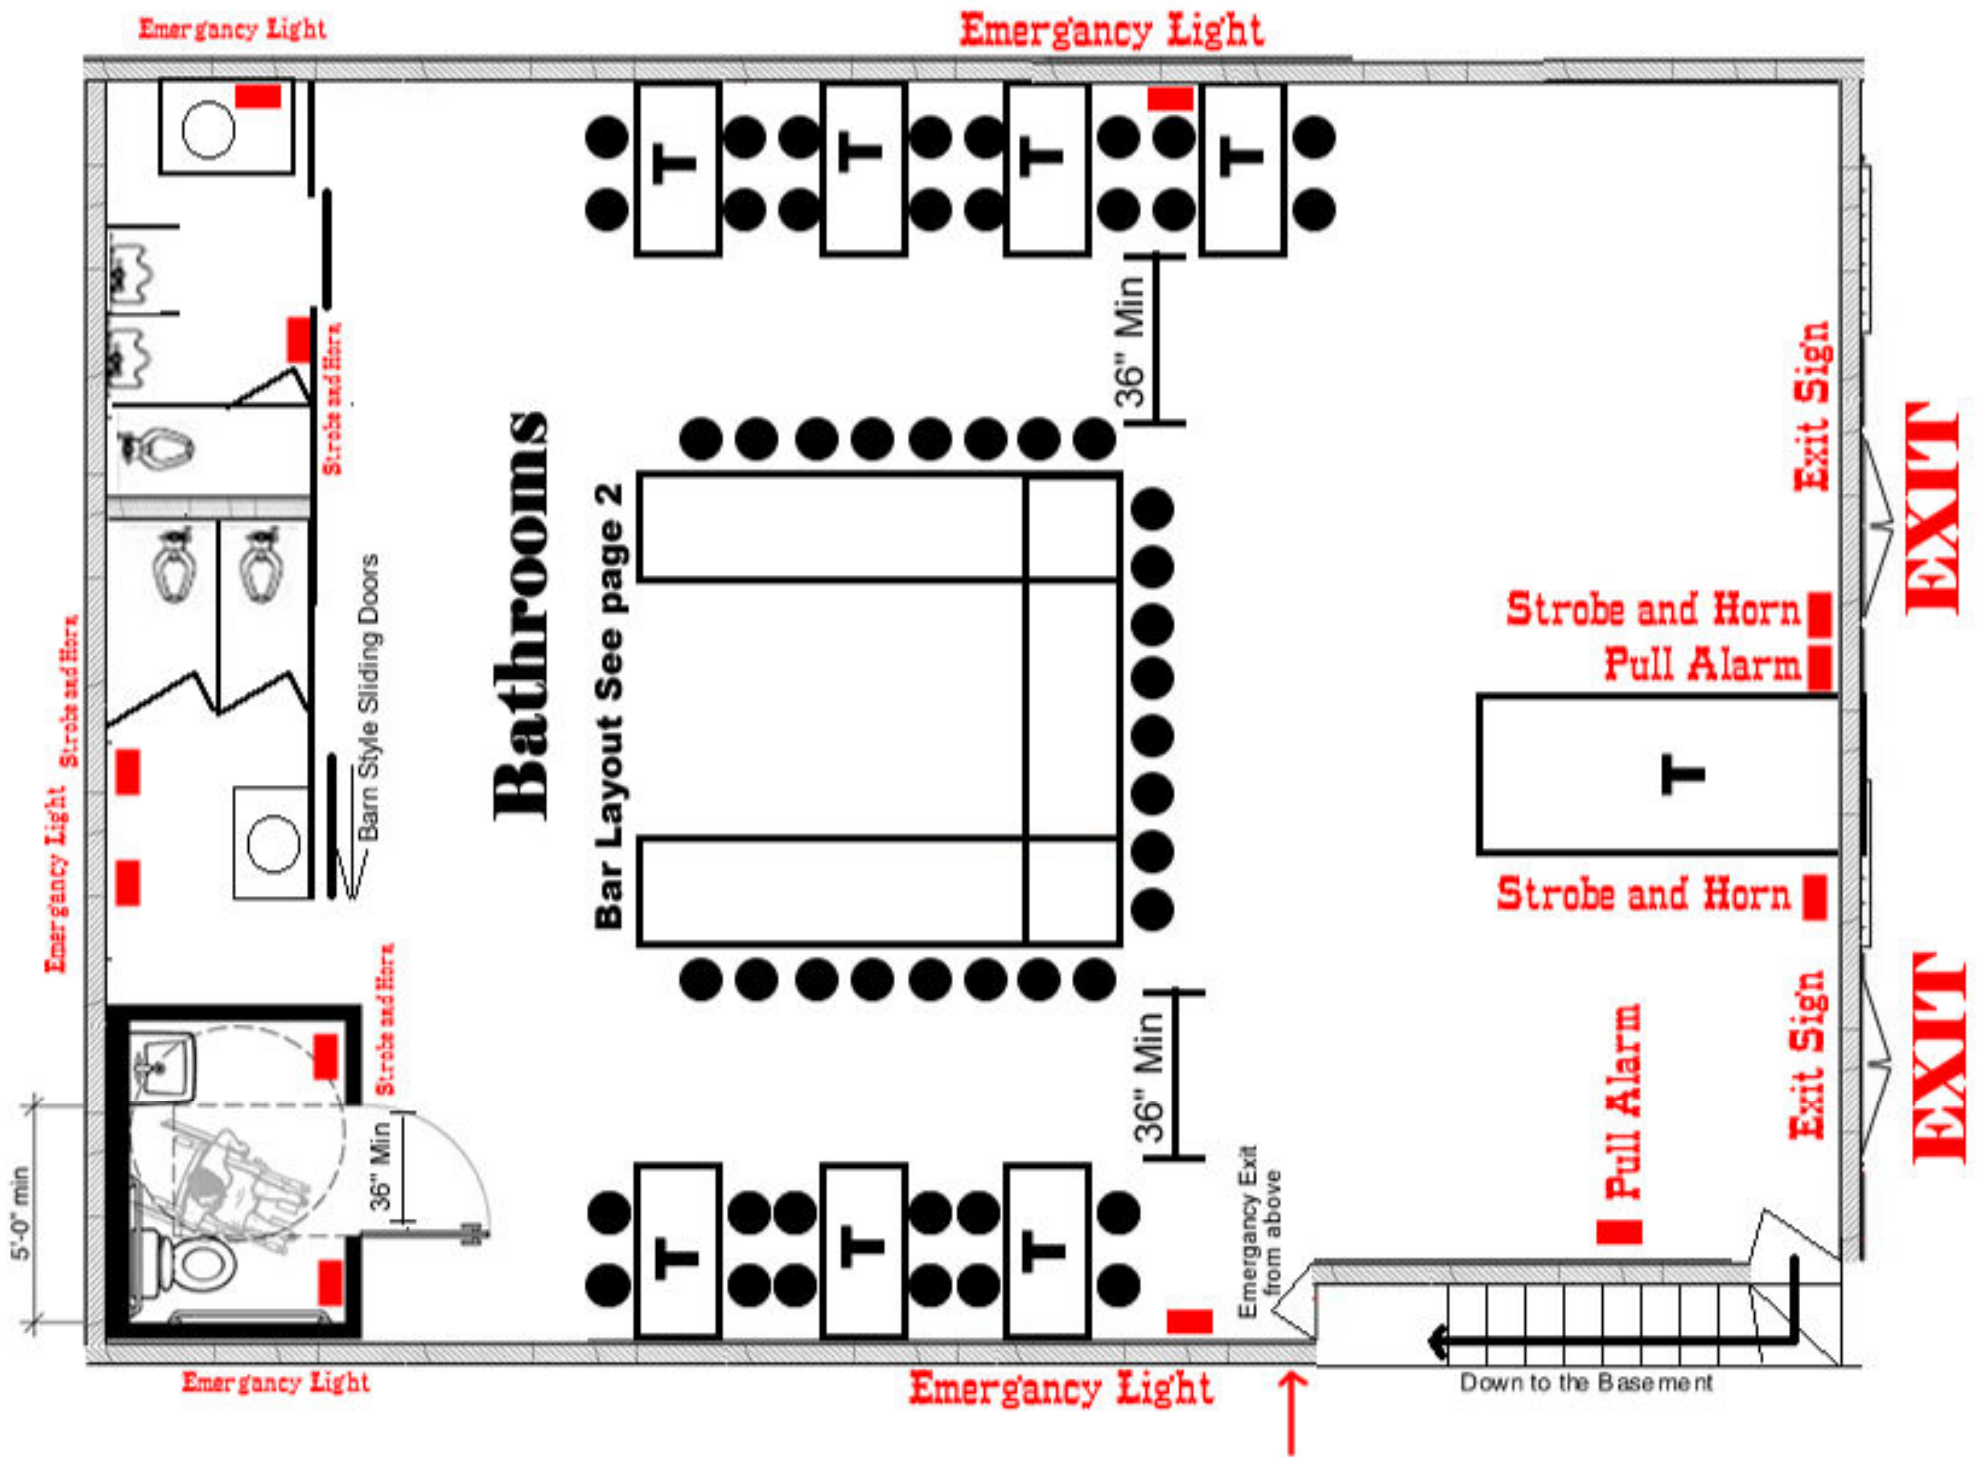 Emergancy Light
Emergancy Light
T
T
T
T
36" Min
Strobe and Horn
Exit Sign
EXIT
Bathrooms
Bar Layout See page 2
Barn Style Sliding Doors
Strobe and Horn
Emergancy Light
Strobe and Horn
Pull Alarm
T
Strobe and Horn
Exit Sign
EXIT
Pull Alarm
Strobe and Horn
36" Min
36" Min
5'-0" min
T
T
T
Emergancy Exit
from above
Emergancy Light
Emergancy Light
Down to the Basement